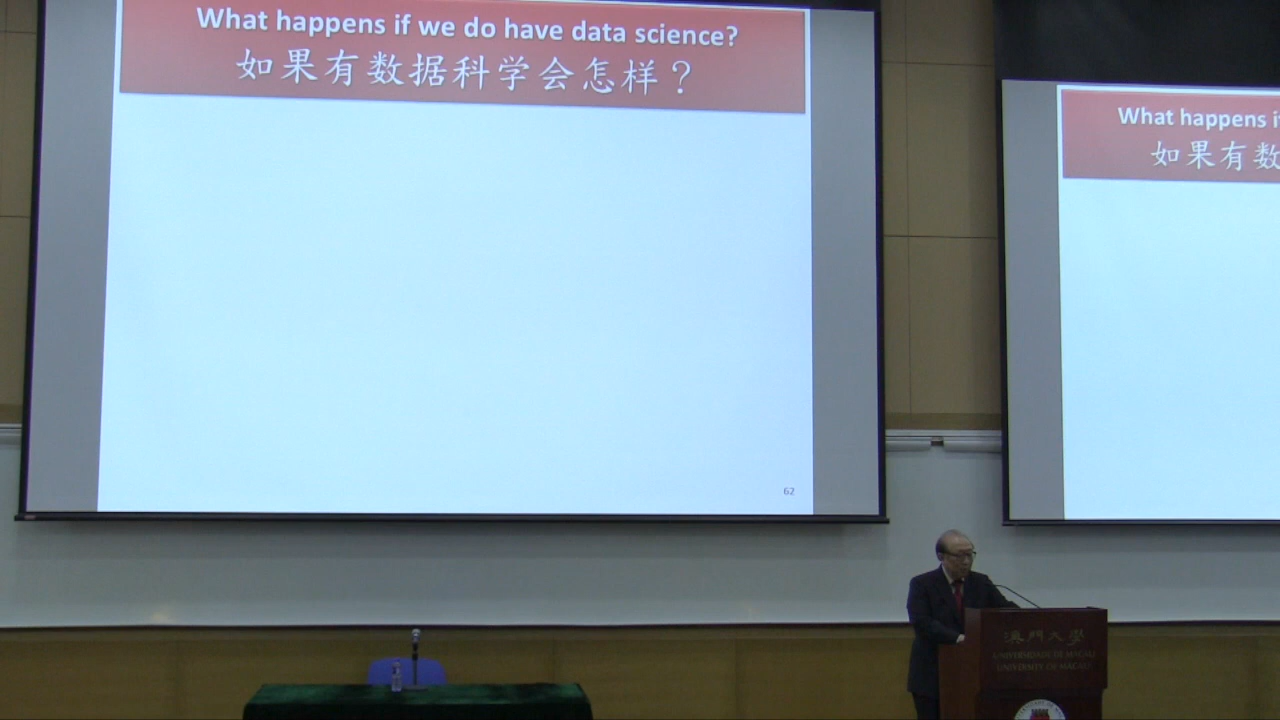 What happens if we do have data science?
如果有数据科学会怎样？
62
What happens i
如果有数
澳門大學
UNIVERSIDADE DE MACAU
UNIVERSITY OF MACAU